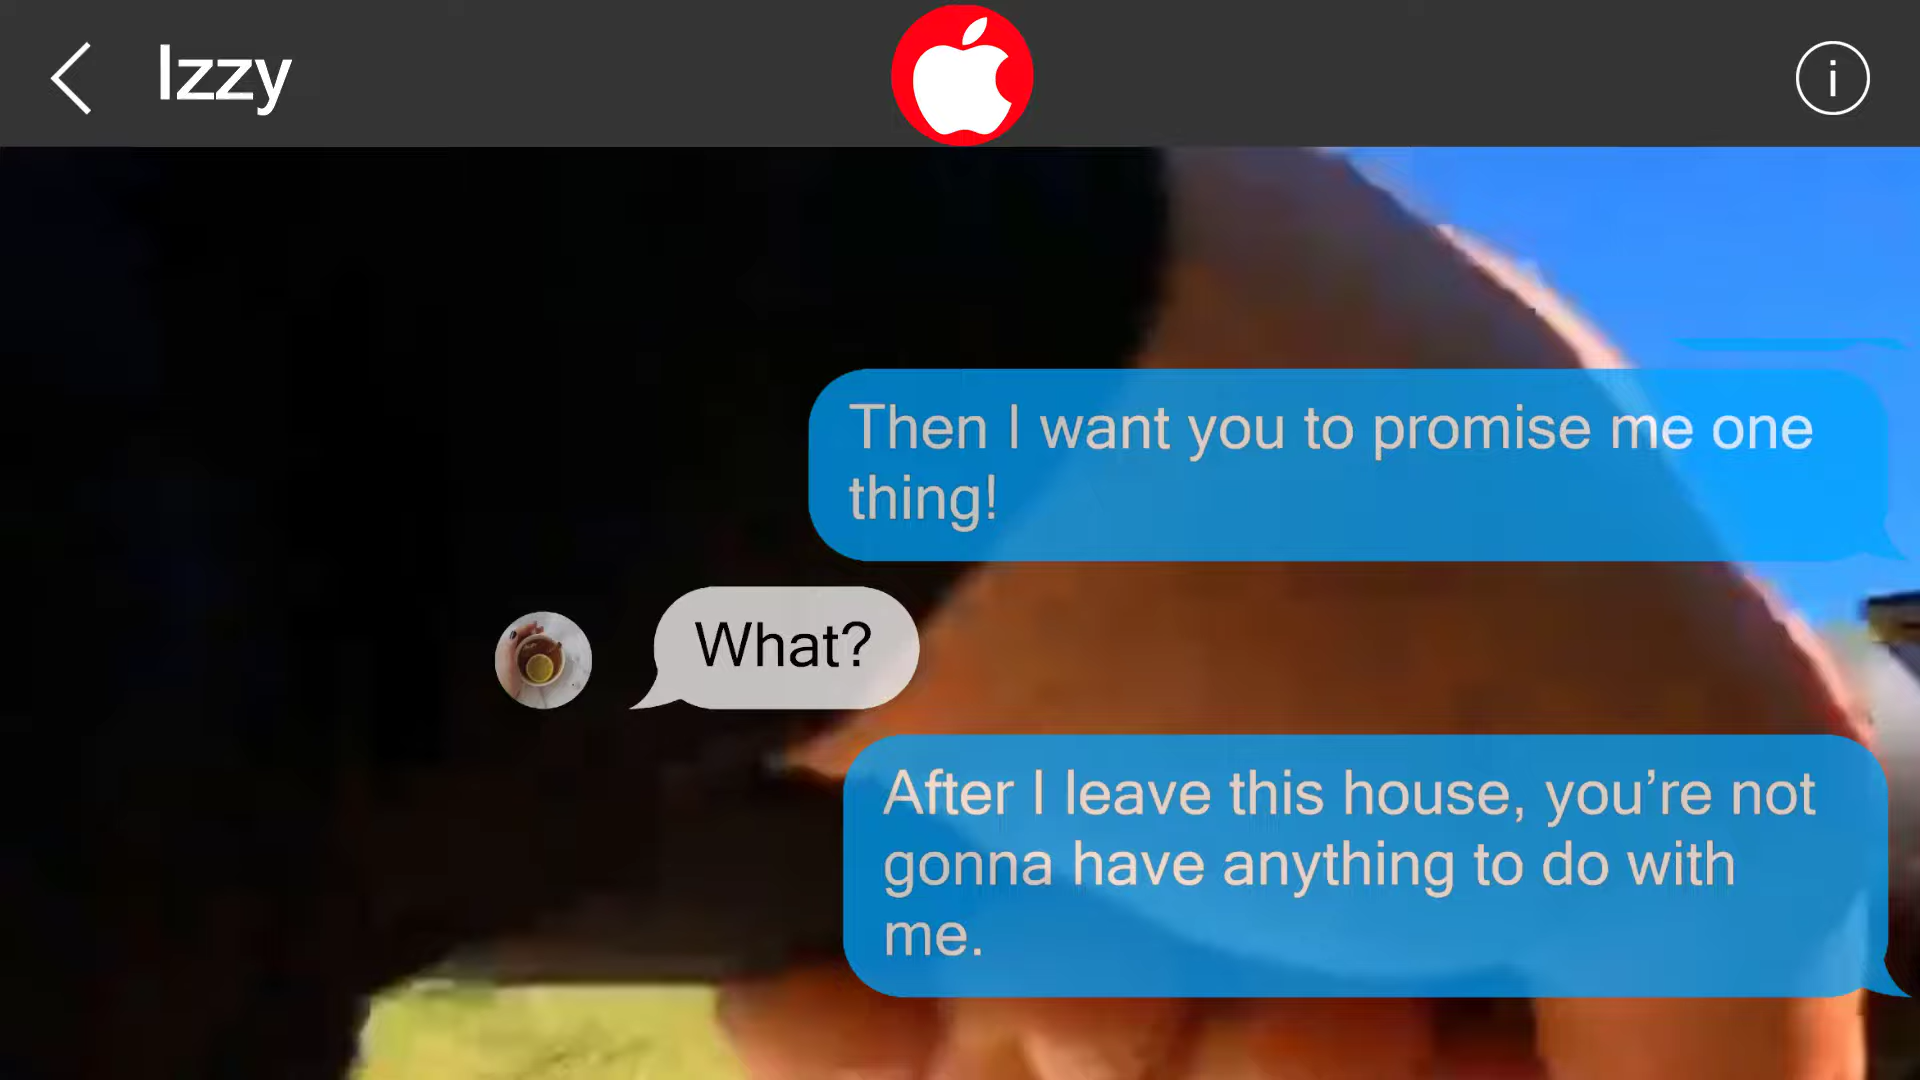 Izzy
Then I want you to promise me one
thing!
What?
After I leave this house, you’re not
gonna have anything to do with
me.